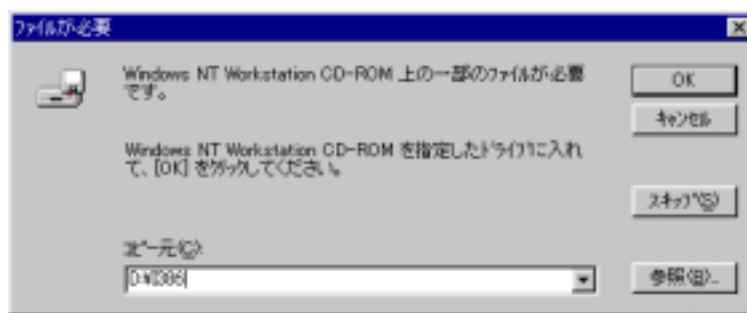 ファイルが必要
Windows NT Workstation CD-ROM 上の一部のファイルが必要
です。
Windows NT Workstation CD-ROM を指定したドライブに入れ
て、[OK] をクリックしてください。
コピー元(C):
D:¥I386
OK
キャンセル
スキップ(S)
参照(B)...